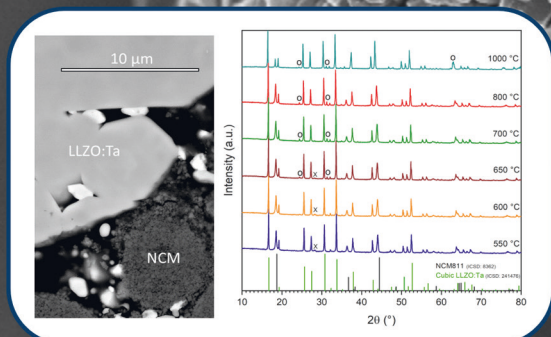 10 µm
LLZO:Ta
NCM
Intensity (a.u.)
o o o 1000 °C
o o 800 °C
o o 700 °C
o x o 650 °C
x 600 °C
x 550 °C
NCM811 (ICSD: 8362)
Cubic LLZO:Ta (ICSD: 241476)
10 20 30 40 50 60 70 80
2θ (°)